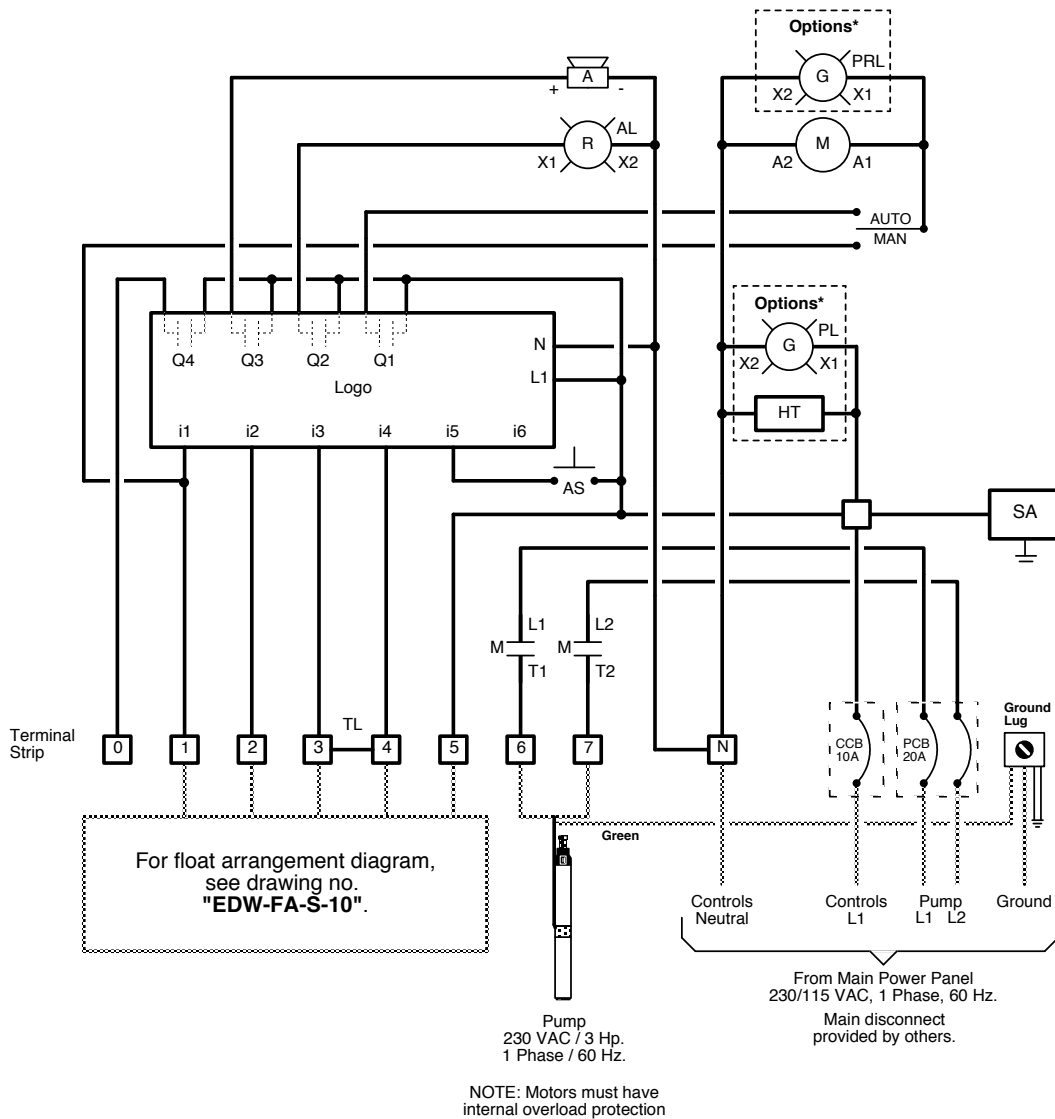 Options*
G PRL
X2 X1
A
+ -
R AL
X1 X2
M
A2 A1
AUTO
MAN
Options*
G PL
X2 X1
HT
Q4 Q3 Q2 Q1
N
L1
Logo
i1 i2 i3 i4 i5 i6
AS
SA
L1 L2
M M
T1 T2
Terminal
Strip
0 1 2 3 TL 4 5 6 7 N
CCB
10A
PCB
20A
Ground
Lug
Green
For float arrangement diagram,
see drawing no.
"EDW-FA-S-10".
Controls
Neutral
Controls
L1
Pump
L1 L2
Ground
From Main Power Panel
230/115 VAC, 1 Phase, 60 Hz.
Main disconnect
provided by others.
Pump
230 VAC / 3 Hp.
1 Phase / 60 Hz.
NOTE: Motors must have
internal overload protection